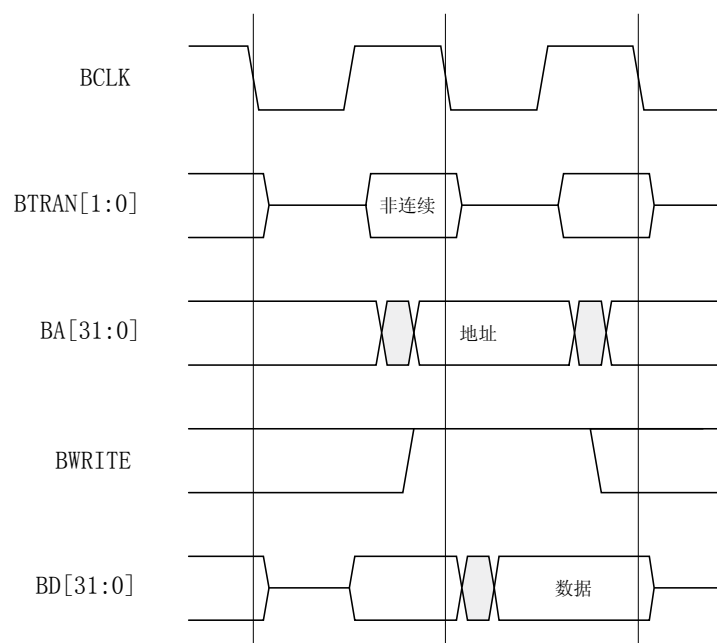 BCLK
BTRAN[1:0]
非连续
BA[31:0]
地址
BWRITE
BD[31:0]
数据